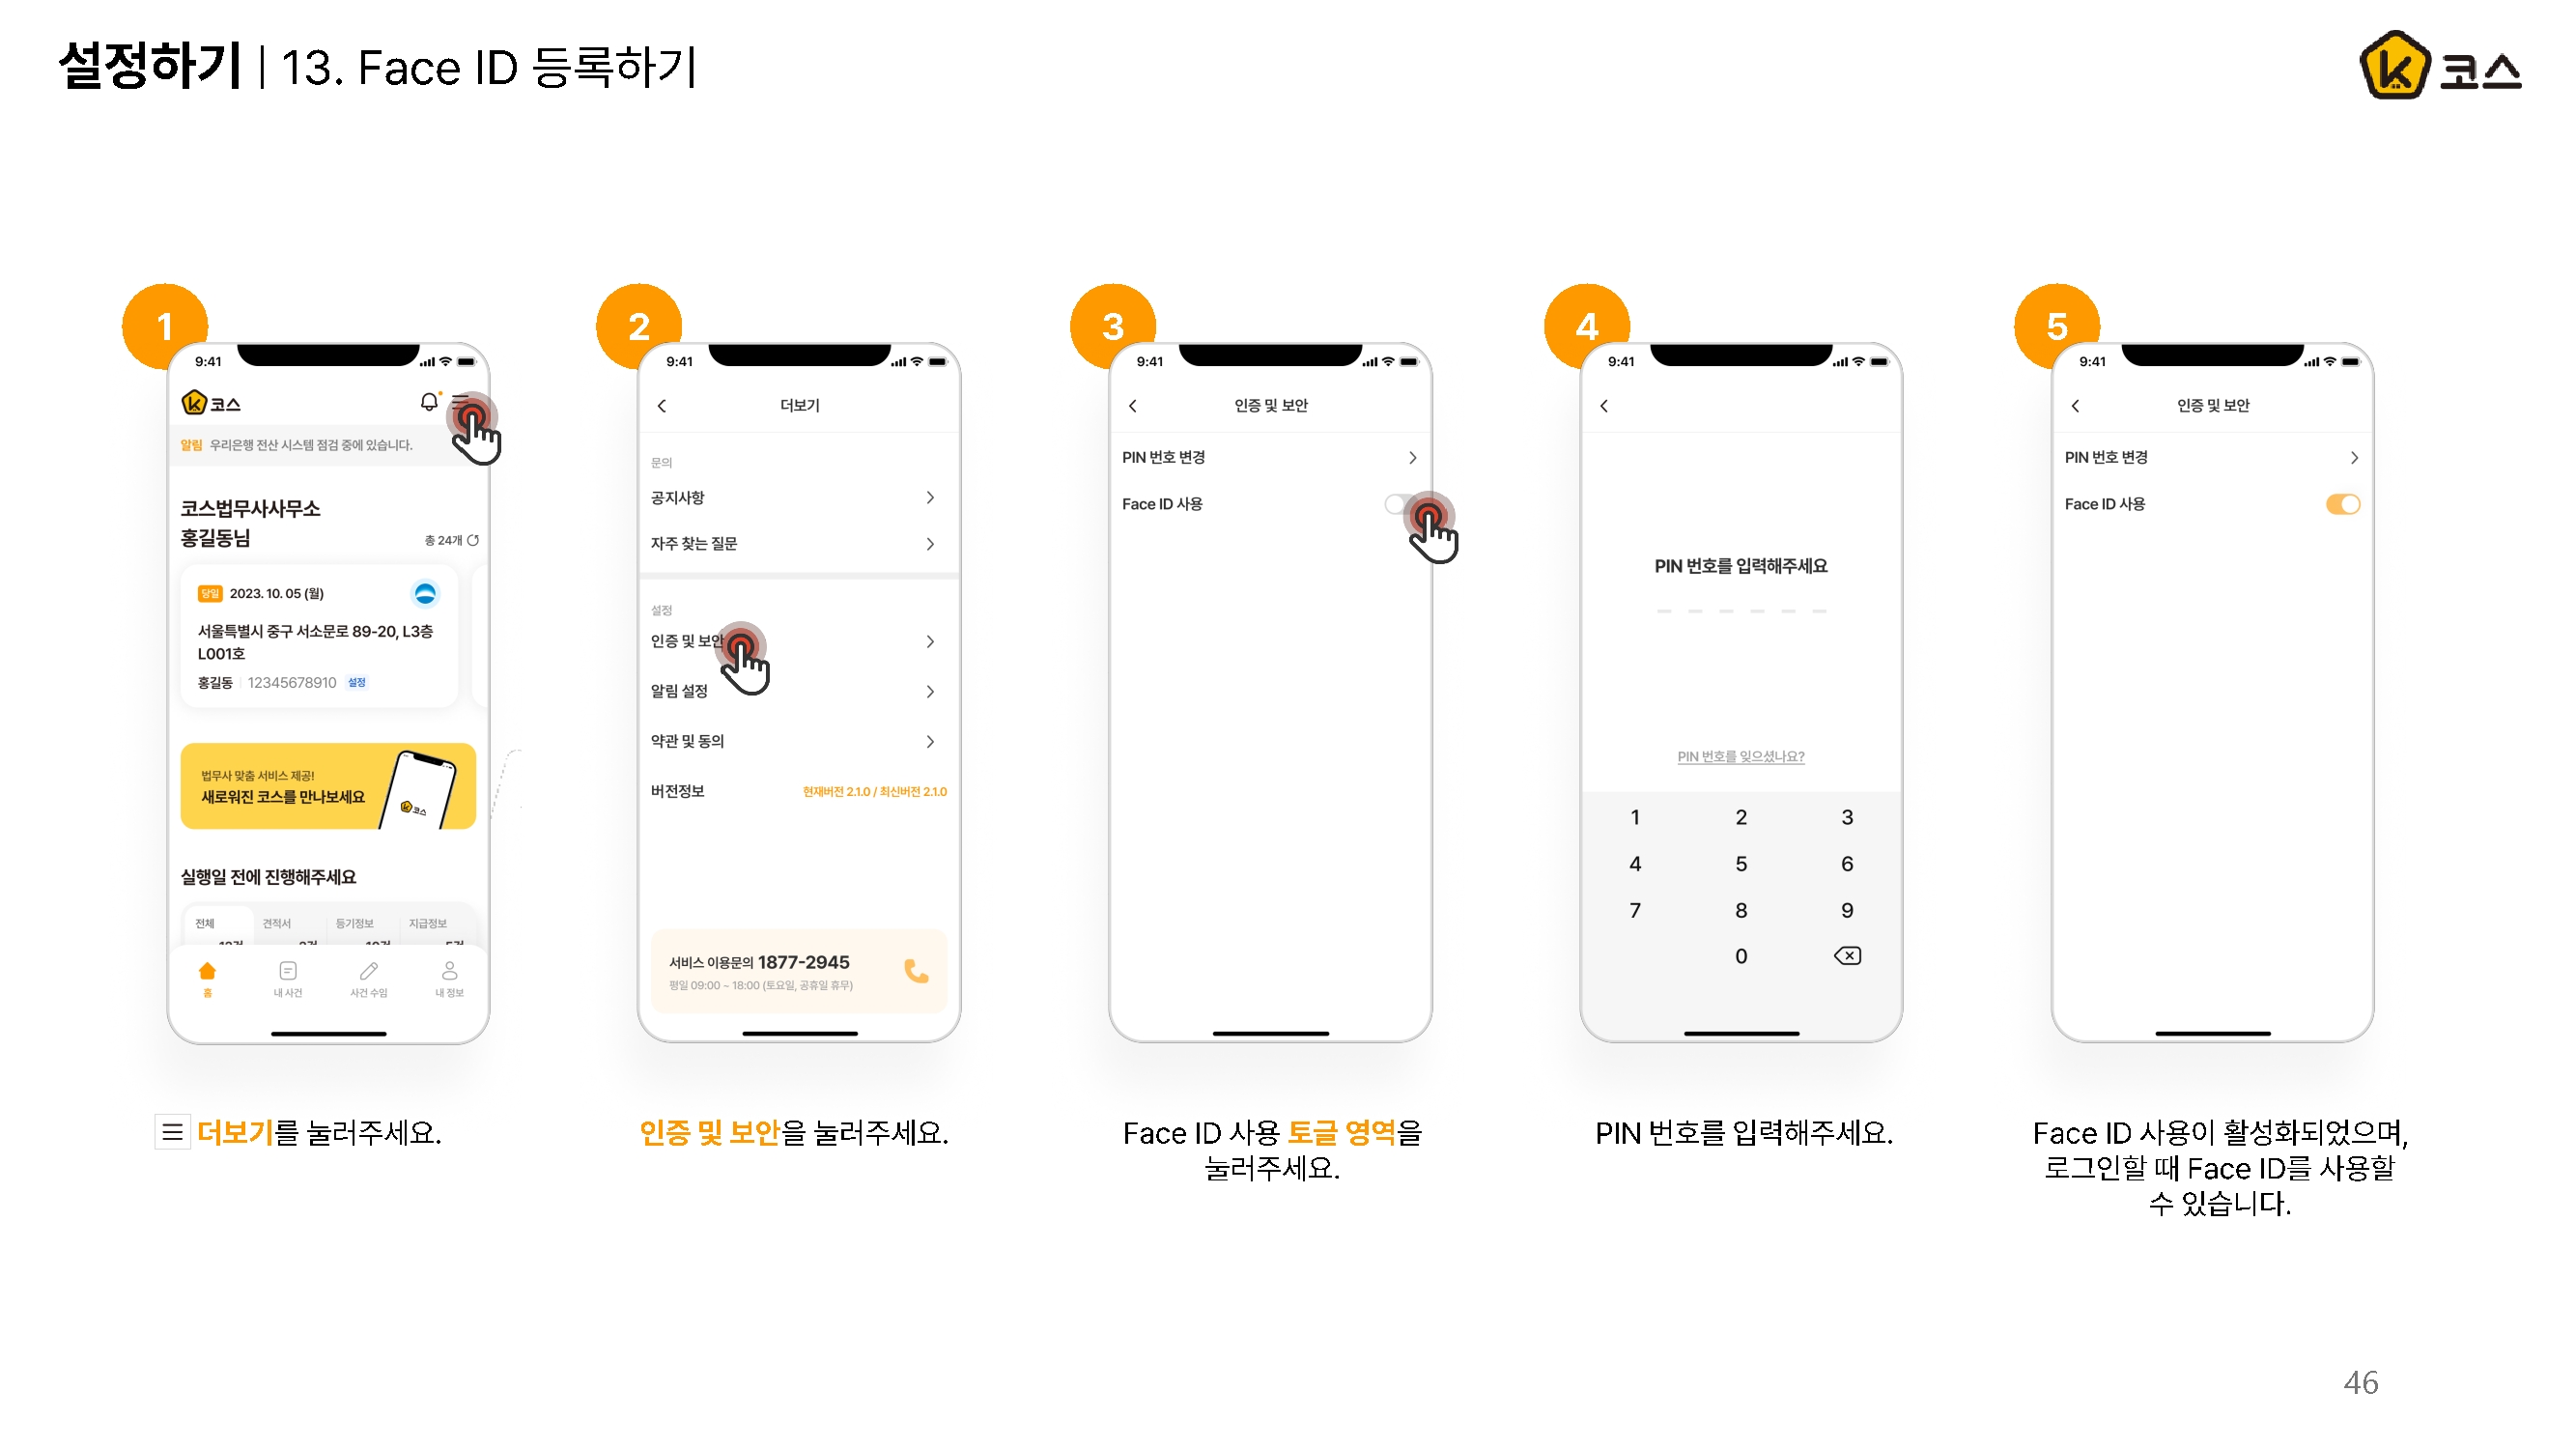 설정하기 | 13. Face ID 등록하기
코스
1
9:41
코스
알림 우리은행 전산 시스템 점검 중에 있습니다.
코스법무사사무소
홍길동님
총 24개
당일 2023. 10. 05 (월)
서울특별시 중구 서소문로 89-20, L3층
L001호
홍길동 | 12345678910 설정
법무사 맞춤 서비스 제공!
새로워진 코스를 만나보세요
코스
실행일 전에 진행해주세요
전체 견적서 등기정보 지급정보
홈 내 사건 사건 수임 내 정보
더보기를 눌러주세요.
2
9:41
더보기
문의
공지사항
자주 찾는 질문
설정
인증 및 보안
알림 설정
약관 및 동의
버전정보 현재버전 2.1.0 / 최신버전 2.1.0
서비스 이용문의 1877-2945
평일 09:00 ~ 18:00 (토요일, 공휴일 휴무)
인증 및 보안을 눌러주세요.
3
9:41
인증 및 보안
PIN 번호 변경
Face ID 사용
Face ID 사용 토글 영역을
눌러주세요.
4
9:41
PIN 번호를 입력해주세요
PIN 번호를 잊으셨나요?
1 2 3
4 5 6
7 8 9
0
PIN 번호를 입력해주세요.
5
9:41
인증 및 보안
PIN 번호 변경
Face ID 사용
Face ID 사용이 활성화되었으며,
로그인할 때 Face ID를 사용할
수 있습니다.
46